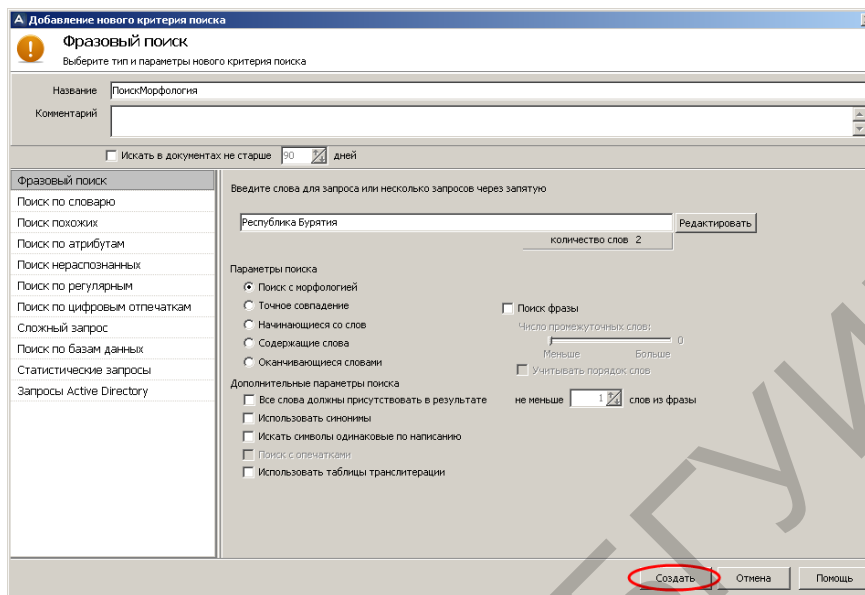 Добавление нового критерия поиска
Фразовый поиск
Выберите тип и параметры нового критерия поиска
Название ПоискМорфология
Комментарий
Искать в документах не старше 90 дней
Фразовый поиск
Поиск по словарю
Поиск похожих
Поиск по атрибутам
Поиск нераспознанных
Поиск по регулярным
Поиск по цифровым отпечаткам
Сложный запрос
Поиск по базам данных
Статистические запросы
Запросы Active Directory
Введите слова для запроса или несколько запросов через запятую
Республика Бурятия Редактировать
количество слов 2
Параметры поиска
Поиск с морфологией
Точное совпадение
Начинающиеся со слов
Содержащие слова
Оканчивающиеся словами
Поиск фразы
Число промежуточных слов:
0
Меньше Больше
Учитывать порядок слов
Дополнительные параметры поиска
Все слова должны присутствовать в результате не меньше 1 слов из фразы
Использовать синонимы
Искать символы одинаковые по написанию
Поиск с опечатками
Использовать таблицы транслитерации
Создать Отмена Помощь